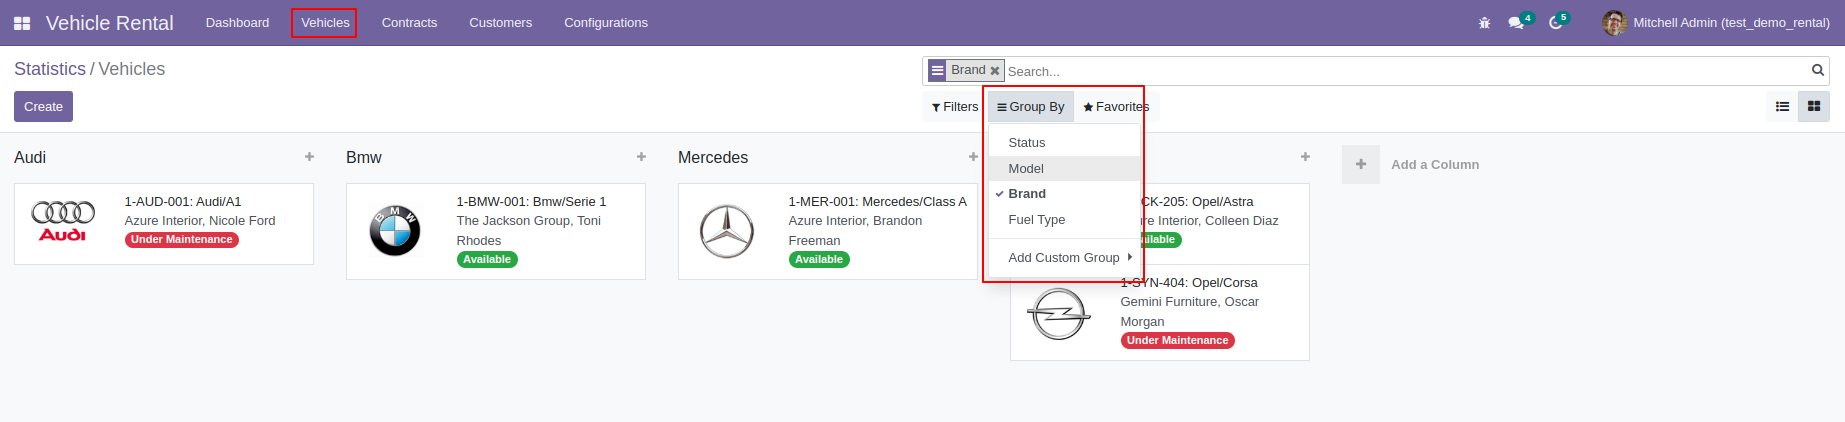 Vehicle Rental Dashboard Vehicles Contracts Customers Configurations 4 5 Mitchell Admin (test_demo_rental)
Statistics / Vehicles
Brand Search...
Create
Filters Group By Favorites
Status
Model
Brand
Fuel Type
Add Custom Group
Audi
Audi
1-AUD-001: Audi/A1
Azure Interior, Nicole Ford
Under Maintenance
Bmw
BMW
1-BMW-001: Bmw/Serie 1
The Jackson Group, Toni
Rhodes
Available
Mercedes
1-MER-001: Mercedes/Class A
Azure Interior, Brandon
Freeman
Available
CK-205: Opel/Astra
re Interior, Colleen Diaz
ilable
1-SYN-404: Opel/Corsa
Gemini Furniture, Oscar
Morgan
Under Maintenance
Add a Column